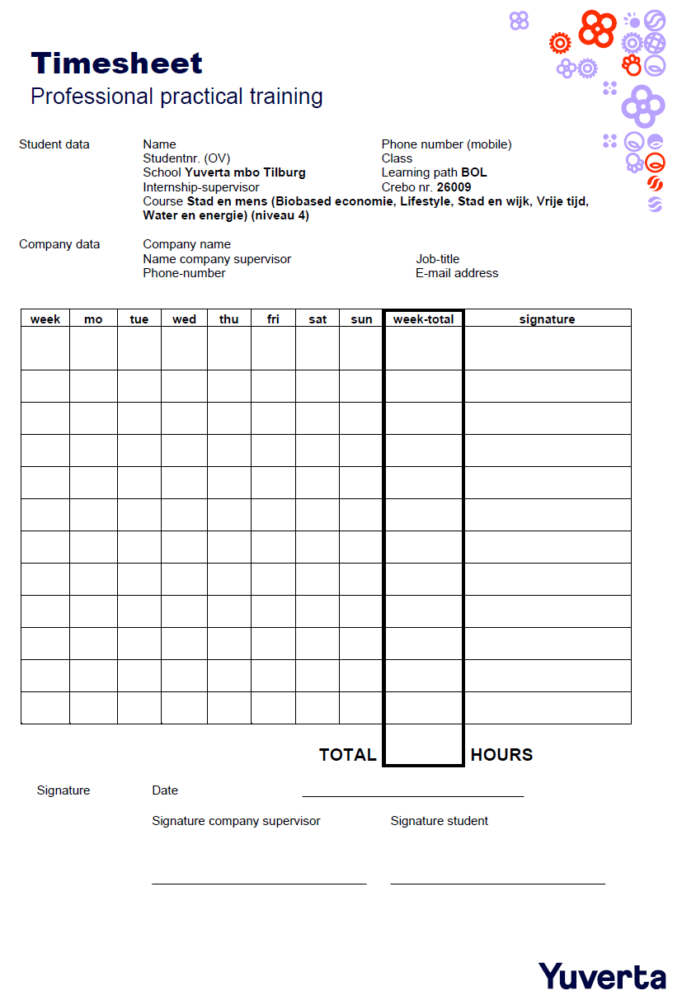 Timesheet
Professional practical training
Student data Name Phone number (mobile)
Studentnr. (OV) Class
School Yuverta mbo Tilburg Learning path BOL
Internship-supervisor Crebo nr. 26009
Course Stad en mens (Biobased economie, Lifestyle, Stad en wijk, Vrije tijd,
Water en energie) (niveau 4)
Company data Company name
Name company supervisor Job-title
Phone-number E-mail address
week mo tue wed thu fri sat sun week-total signature
TOTAL HOURS
Signature Date
Signature company supervisor Signature student
Yuverta